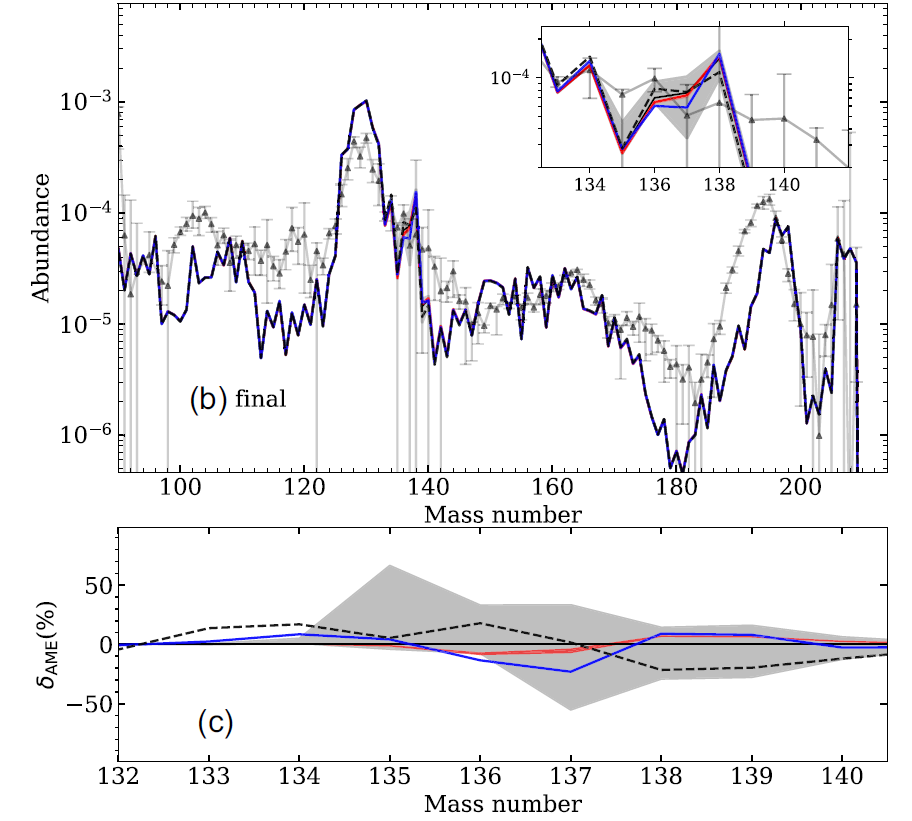 10⁻³
10⁻⁴
10⁻⁵
10⁻⁶
Abundance
10⁻⁴
134 136 138 140
(b) final
100 120 140 160 180 200
Mass number
50
0
−50
δAME(%)
(c)
132 133 134 135 136 137 138 139 140
Mass number